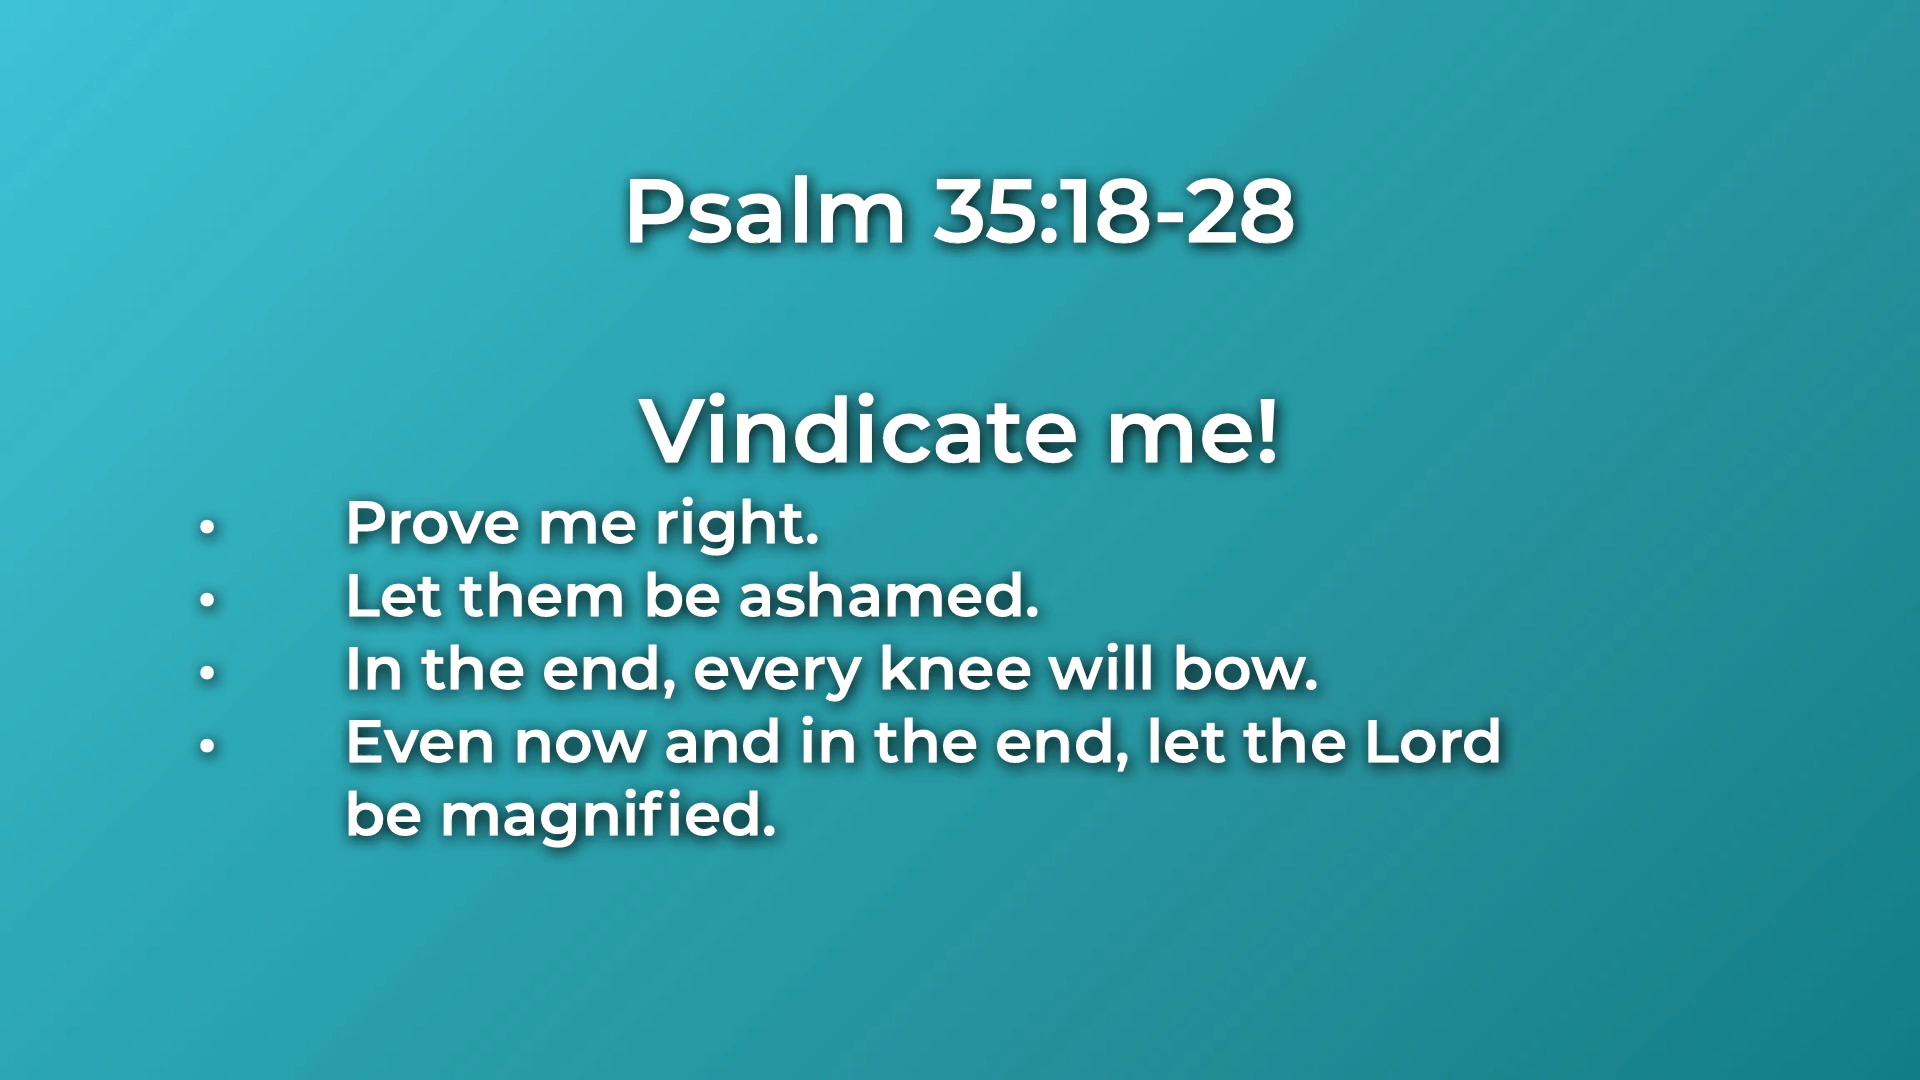 Psalm 35:18-28
Vindicate me!
• Prove me right.
• Let them be ashamed.
• In the end, every knee will bow.
• Even now and in the end, let the Lord
be magnified.